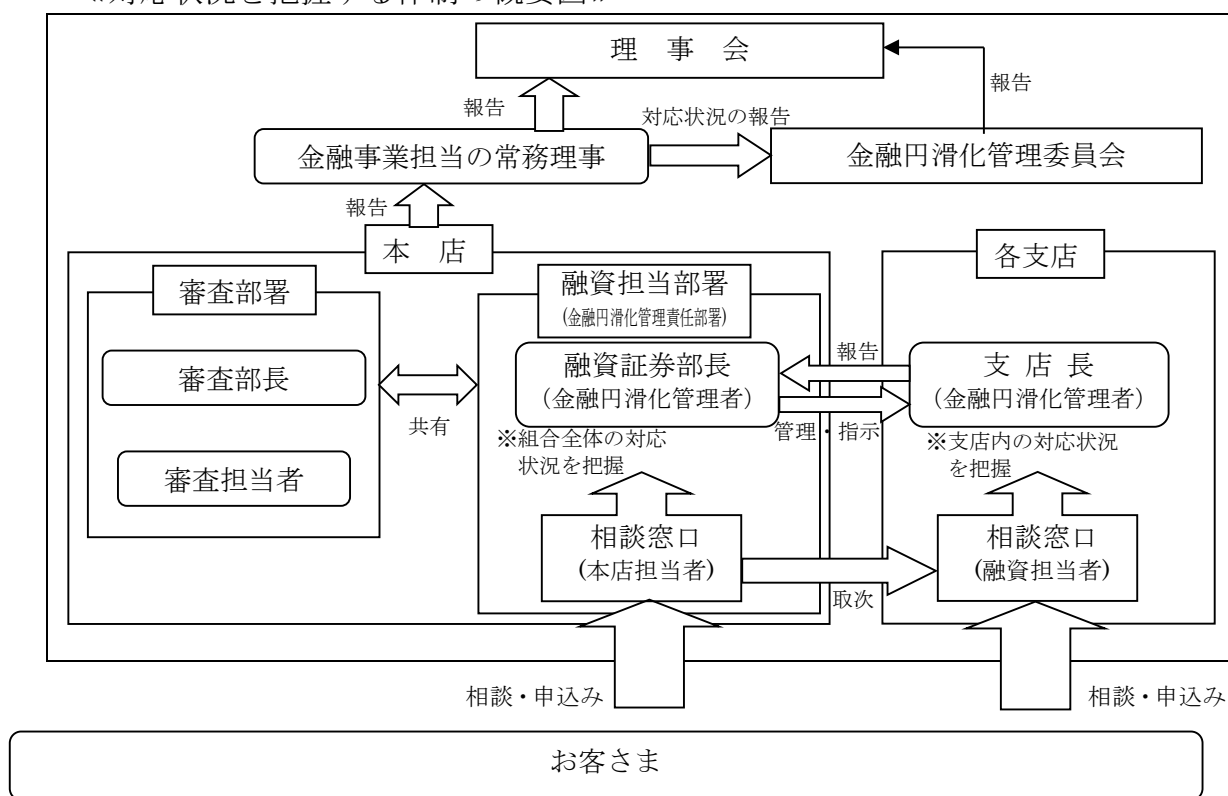 理 事 会
報告
報告
報告
対応状況の報告
金融事業担当の常務理事
金融円滑化管理委員会
報告
本 店
各支店
審査部署
融資担当部署
(金融円滑化管理責任部署)
審査部長
融資証券部長
(金融円滑化管理者)
報告
支 店 長
(金融円滑化管理者)
共有
※組合全体の対応
状況を把握
管理・指示
※支店内の対応状況
を把握
審査担当者
相談窓口
(本店担当者)
相談窓口
(融資担当者)
取次
相談・申込み
相談・申込み
お客さま